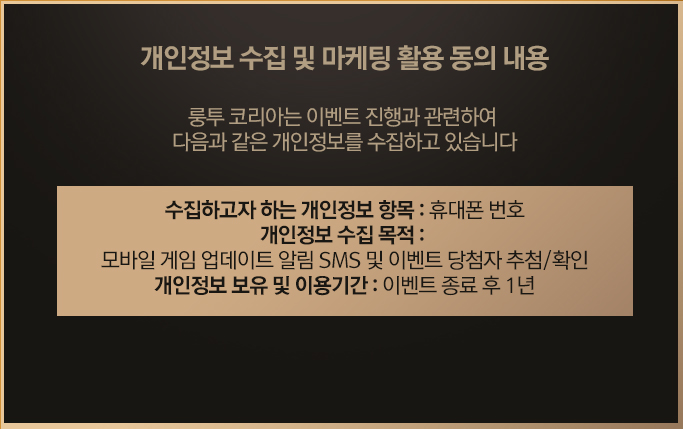 개인정보 수집 및 마케팅 활용 동의 내용
룽투 코리아는 이벤트 진행과 관련하여
다음과 같은 개인정보를 수집하고 있습니다
수집하고자 하는 개인정보 항목 : 휴대폰 번호
개인정보 수집 목적 :
모바일 게임 업데이트 알림 SMS 및 이벤트 당첨자 추첨/확인
개인정보 보유 및 이용기간 : 이벤트 종료 후 1년